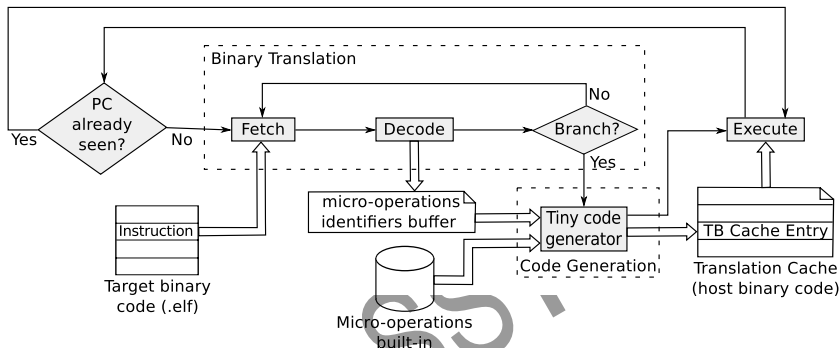 Binary Translation
PC
already
seen?
Yes
No
Fetch
Decode
Branch?
No
Yes
Execute
Instruction
Target binary
code (.elf)
micro-operations
identifiers buffer
Tiny code
generator
Code Generation
TB Cache Entry
Translation Cache
(host binary code)
Micro-operations
built-in